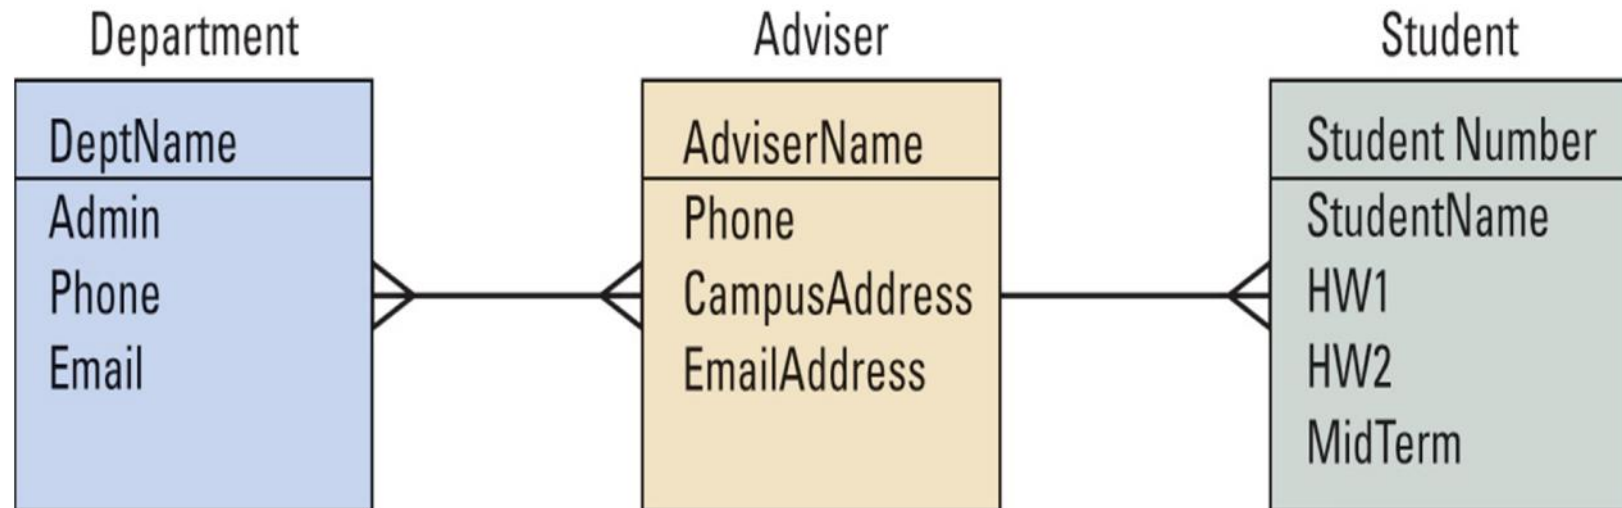 Department
DeptName
Admin
Phone
Email
Adviser
AdviserName
Phone
CampusAddress
EmailAddress
Student
Student Number
StudentName
HW1
HW2
MidTerm